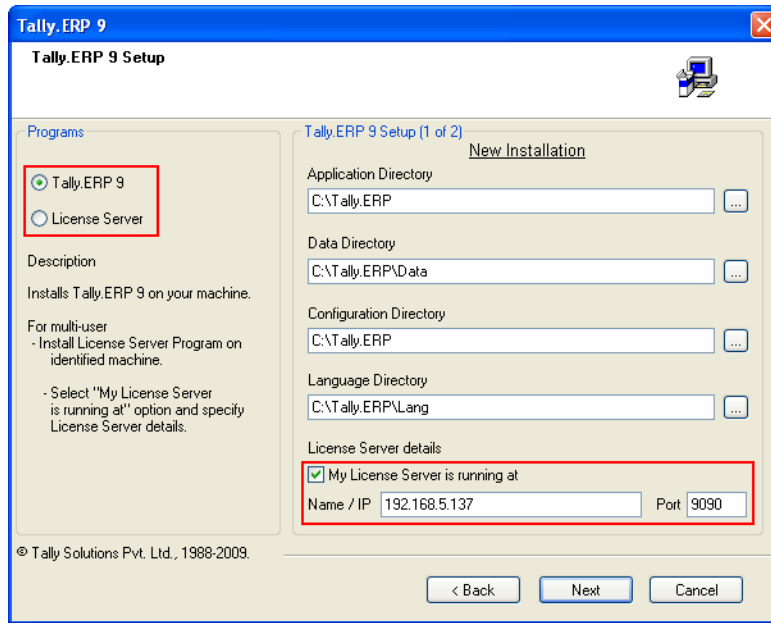 Tally.ERP 9
Tally.ERP 9 Setup
Programs
Tally.ERP 9
License Server
Description
Installs Tally.ERP 9 on your machine.
For multi-user
- Install License Server Program on
identified machine.
- Select "My License Server
is running at" option and specify
License Server details.
Tally.ERP 9 Setup (1 of 2)
New Installation
Application Directory
C:\Tally.ERP
...
Data Directory
C:\Tally.ERP\Data
...
Configuration Directory
C:\Tally.ERP
...
Language Directory
C:\Tally.ERP\Lang
...
License Server details
My License Server is running at
Name / IP 192.168.5.137 Port 9090
© Tally Solutions Pvt. Ltd., 1988-2009.
< Back Next Cancel